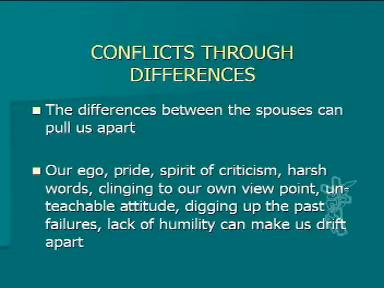 CONFLICTS THROUGH
DIFFERENCES
The differences between the spouses can
pull us apart
Our ego, pride, spirit of criticism, harsh
words, clinging to our own view point, un-
teachable attitude, digging up the past
failures, lack of humility can make us drift
apart